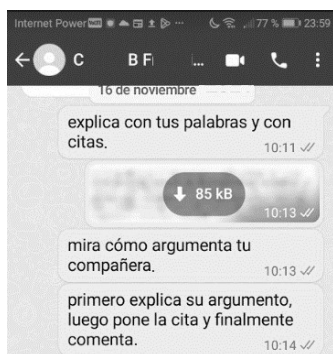 Internet Power 77 % 23:59
C B F ...
16 de noviembre
explica con tus palabras y con
citas.
10:11
85 kB
10:13
mira cómo argumenta tu
compañera.
10:13
primero explica su argumento,
luego pone la cita y finalmente
comenta.
10:14